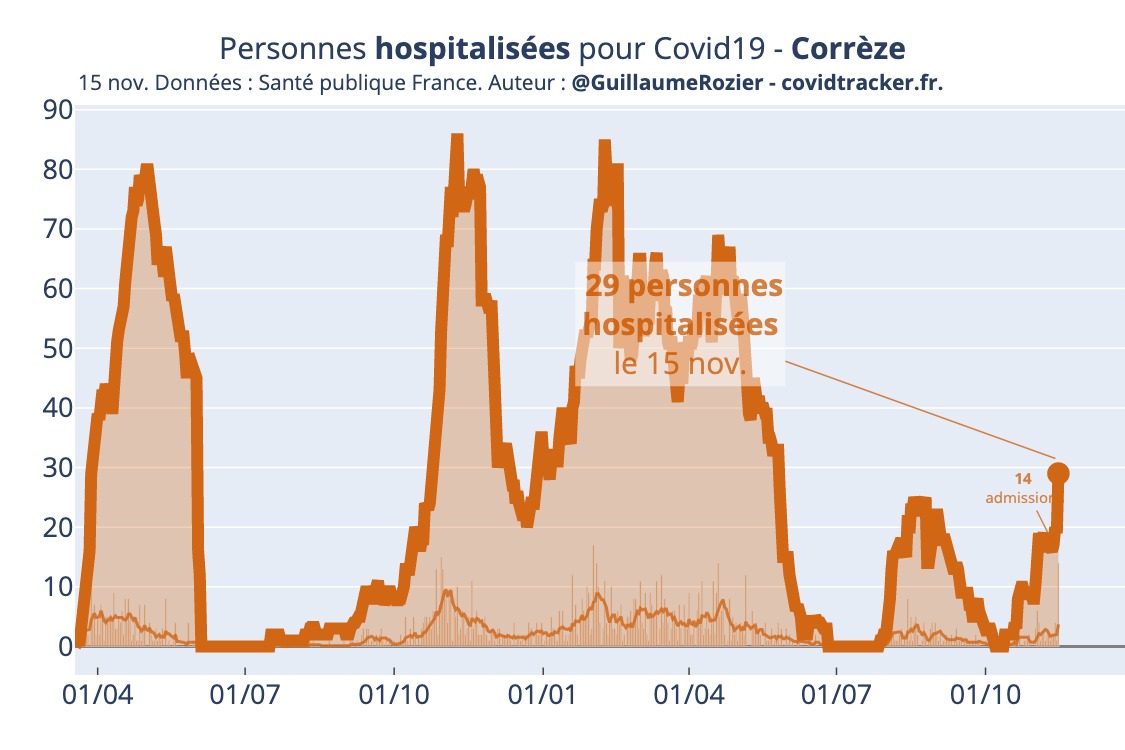 Personnes hospitalisées pour Covid19 - Corrèze
15 nov. Données : Santé publique France. Auteur : @GuillaumeRozier - covidtracker.fr.
90
80
70
60
50
40
30
20
10
0
29 personnes
hospitalisées
le 15 nov.
14
admission
01/04 01/07 01/10 01/01 01/04 01/07 01/10